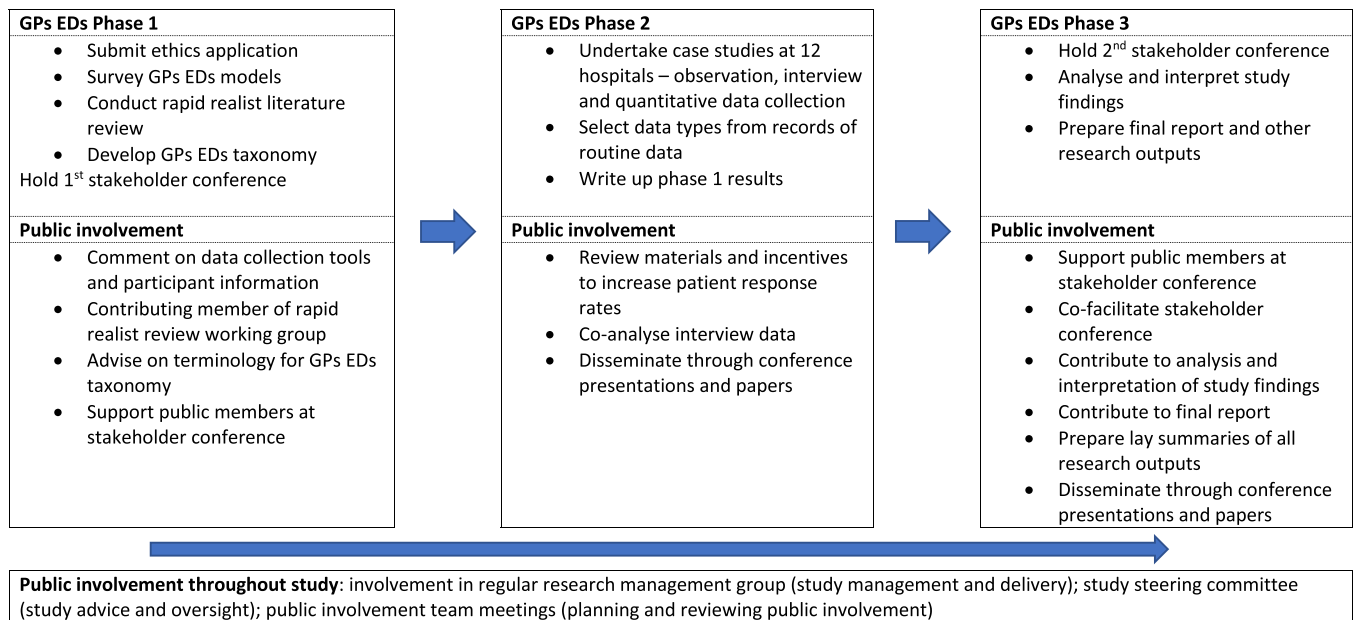 GPs EDs Phase 1
• Submit ethics application
• Survey GPs EDs models
• Conduct rapid realist literature
review
• Develop GPs EDs taxonomy
Hold 1st stakeholder conference
Public involvement
• Comment on data collection tools
and participant information
• Contributing member of rapid
realist review working group
• Advise on terminology for GPs EDs
taxonomy
• Support public members at
stakeholder conference
GPs EDs Phase 2
• Undertake case studies at 12
hospitals – observation, interview
and quantitative data collection
• Select data types from records of
routine data
• Write up phase 1 results
Public involvement
• Review materials and incentives
to increase patient response
rates
• Co-analyse interview data
• Disseminate through conference
presentations and papers
GPs EDs Phase 3
• Hold 2nd stakeholder conference
• Analyse and interpret study
findings
• Prepare final report and other
research outputs
Public involvement
• Support public members at
stakeholder conference
• Co-facilitate stakeholder
conference
• Contribute to analysis and
interpretation of study findings
• Contribute to final report
• Prepare lay summaries of all
research outputs
• Disseminate through conference
presentations and papers
Public involvement throughout study: involvement in regular research management group (study management and delivery); study steering committee
(study advice and oversight); public involvement team meetings (planning and reviewing public involvement)